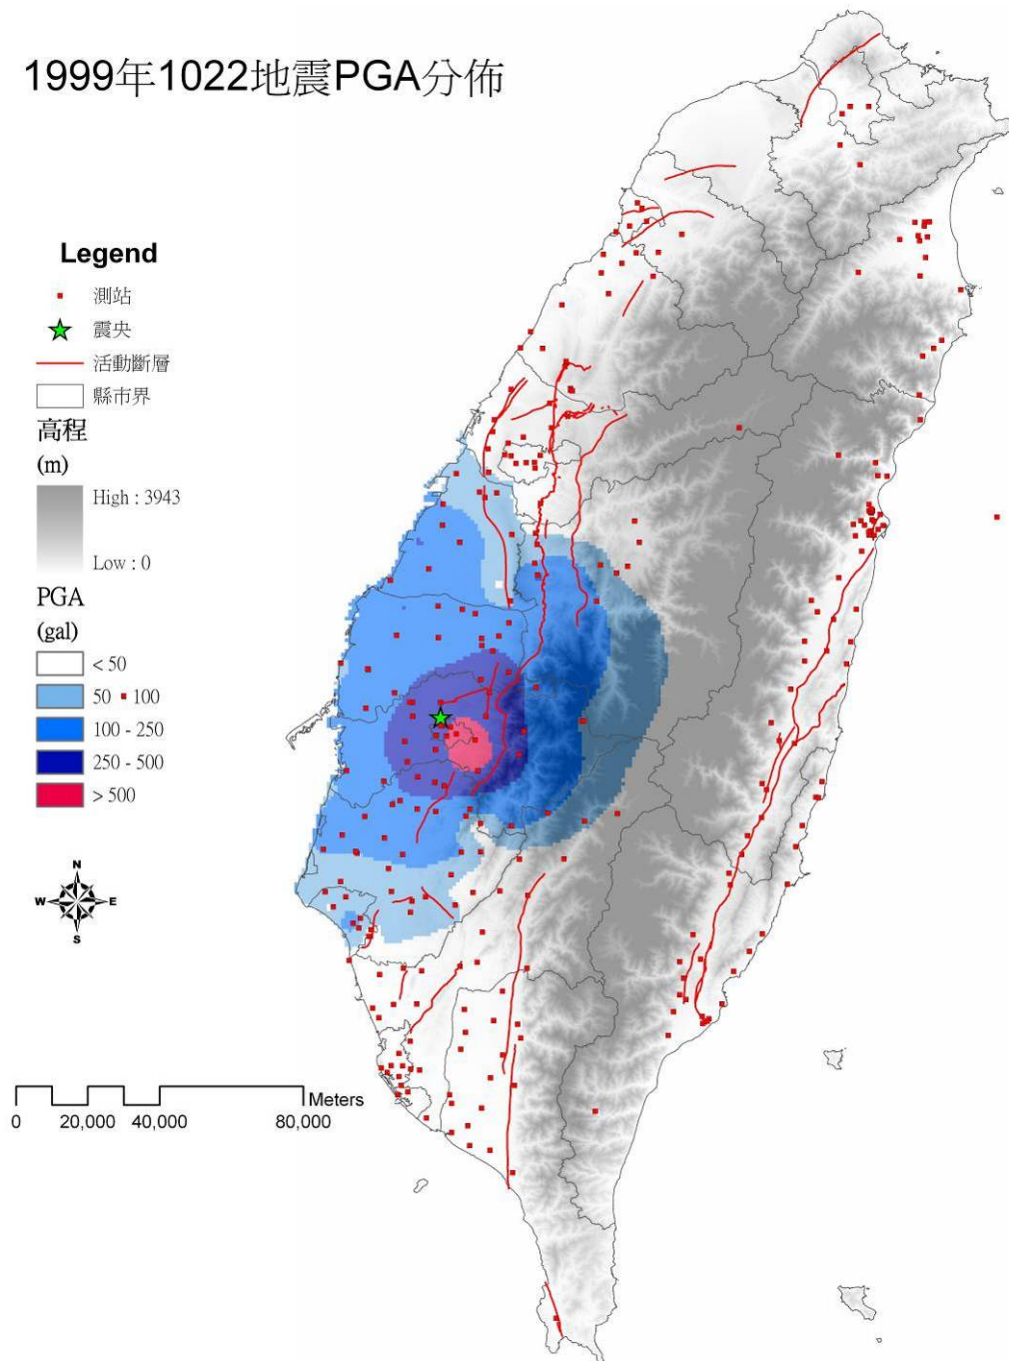 1999年1022地震PGA分佈
Legend
測站
震央
活動斷層
縣市界
高程
(m)
High : 3943
Low : 0
PGA
(gal)
< 50
50 - 100
100 - 250
250 - 500
> 500
N
W E
S
Meters
0 20,000 40,000 80,000